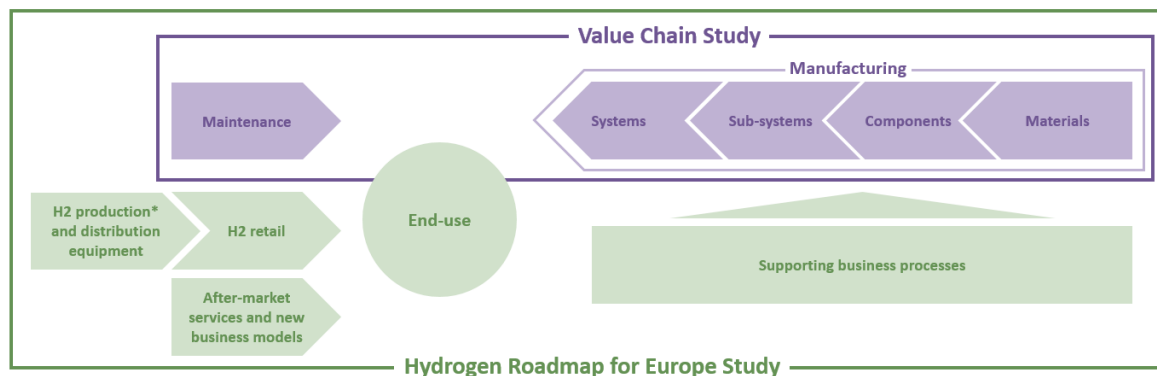 Value Chain Study
Manufacturing
Maintenance
Systems
Sub-systems
Components
Materials
H2 production*
and distribution
equipment
H2 retail
End-use
Supporting business processes
After-market
services and new
business models
Hydrogen Roadmap for Europe Study